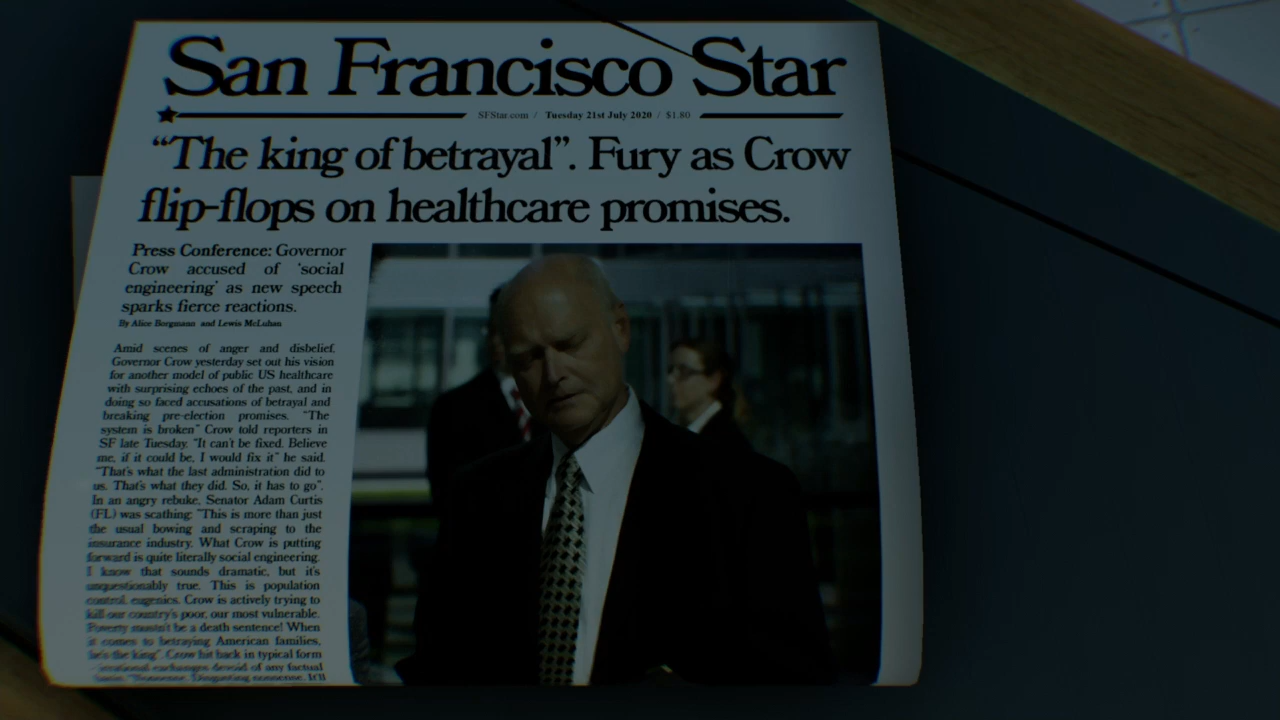 San Francisco Star
SFStar.com / Tuesday 21st July 2020 / $1.80
“The king of betrayal”. Fury as Crow
flip-flops on healthcare promises.
Press Conference: Governor
Crow accused of ‘social
engineering’ as new speech
sparks fierce reactions.
By Alice Borgmann and Lewis McLuhan
Amid scenes of anger and disbelief,
Governor Crow yesterday set out his vision
for another model of public US healthcare
with surprising echoes of the past, and in
doing so faced accusations of betrayal and
breaking pre-election promises. “The
system is broken” Crow told reporters in
SF late Tuesday. “It can’t be fixed. Believe
me, if it could be, I would fix it” he said.
“That’s what the last administration did to
us. That’s what they did. So, it has to go”.
In an angry rebuke, Senator Adam Curtis
(FL) was scathing: “This is more than just
the usual bowing and scraping to the
insurance industry. What Crow is putting
forward is quite literally social engineering.
I know that sounds dramatic, but it’s
unquestionably true. This is population
control, eugenics. Crow is actively trying to
kill our country’s poor, our most vulnerable.
Poverty mustn’t be a death sentence! When
it comes to betraying American families,
he’s the king”. Crow hit back in typical form
exchanges devoid of any factual
Disgusting nonsense.